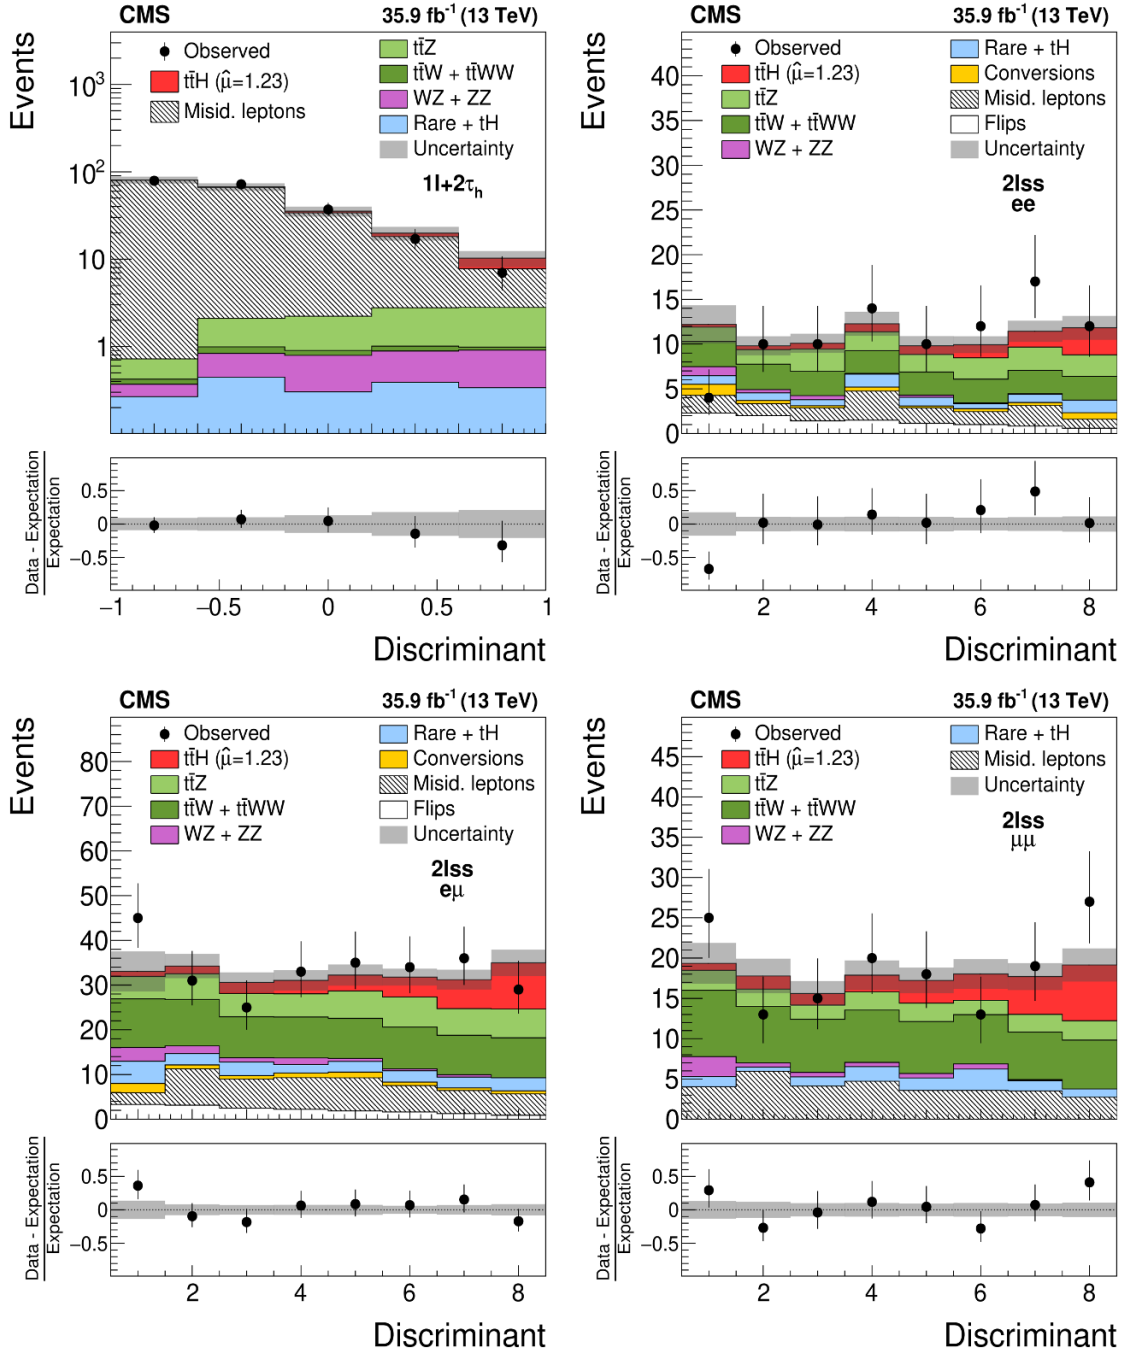 CMS 35.9 fb⁻¹ (13 TeV)
Events
Observed
tt̄H (μ̂=1.23)
Misid. leptons
tt̄Z
tt̄W + tt̄WW
WZ + ZZ
Rare + tH
Uncertainty
1l+2τₕ
10³
10²
10
1
Data - Expectation
Expectation
0.5
0
−0.5
−1 −0.5 0 0.5 1
Discriminant
CMS 35.9 fb⁻¹ (13 TeV)
Events
Observed
tt̄H (μ̂=1.23)
tt̄Z
tt̄W + tt̄WW
WZ + ZZ
Rare + tH
Conversions
Misid. leptons
Flips
Uncertainty
2lss
ee
40
35
30
25
20
15
10
5
0
Data - Expectation
Expectation
0.5
0
−0.5
2 4 6 8
Discriminant
CMS 35.9 fb⁻¹ (13 TeV)
Events
Observed
tt̄H (μ̂=1.23)
tt̄Z
tt̄W + tt̄WW
WZ + ZZ
Rare + tH
Conversions
Misid. leptons
Flips
Uncertainty
2lss
eμ
80
70
60
50
40
30
20
10
0
Data - Expectation
Expectation
0.5
0
−0.5
2 4 6 8
Discriminant
CMS 35.9 fb⁻¹ (13 TeV)
Events
Observed
tt̄H (μ̂=1.23)
tt̄Z
tt̄W + tt̄WW
WZ + ZZ
Rare + tH
Misid. leptons
Uncertainty
2lss
μμ
45
40
35
30
25
20
15
10
5
0
Data - Expectation
Expectation
0.5
0
−0.5
2 4 6 8
Discriminant